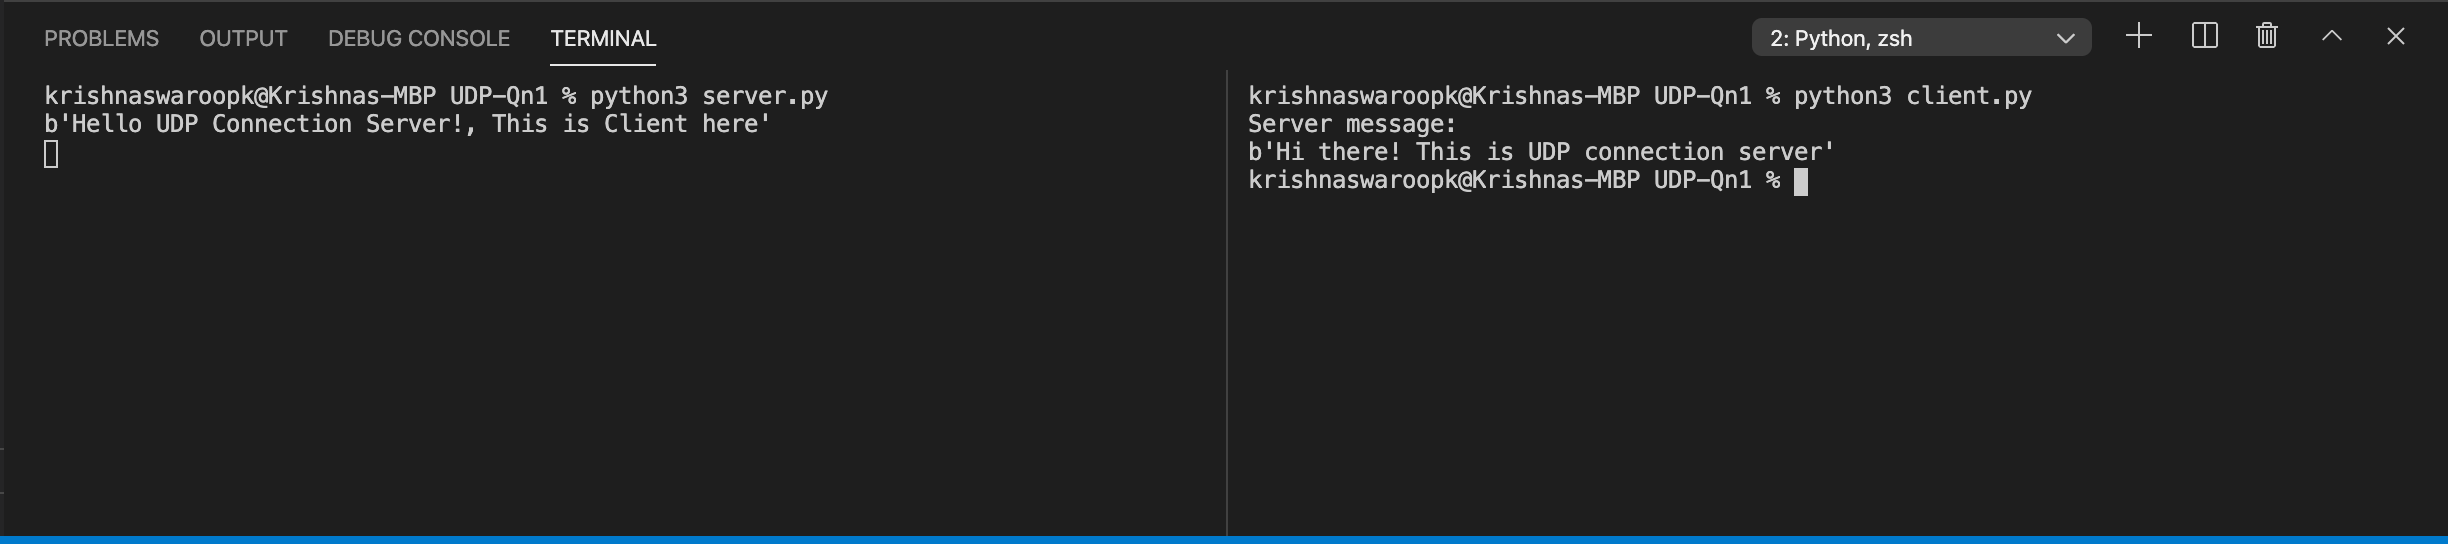 PROBLEMS OUTPUT DEBUG CONSOLE TERMINAL 2: Python, zsh
krishnaswaroopk@Krishnas-MBP UDP-Qn1 % python3 server.py
b'Hello UDP Connection Server!, This is Client here'
krishnaswaroopk@Krishnas-MBP UDP-Qn1 % python3 client.py
Server message:
b'Hi there! This is UDP connection server'
krishnaswaroopk@Krishnas-MBP UDP-Qn1 %